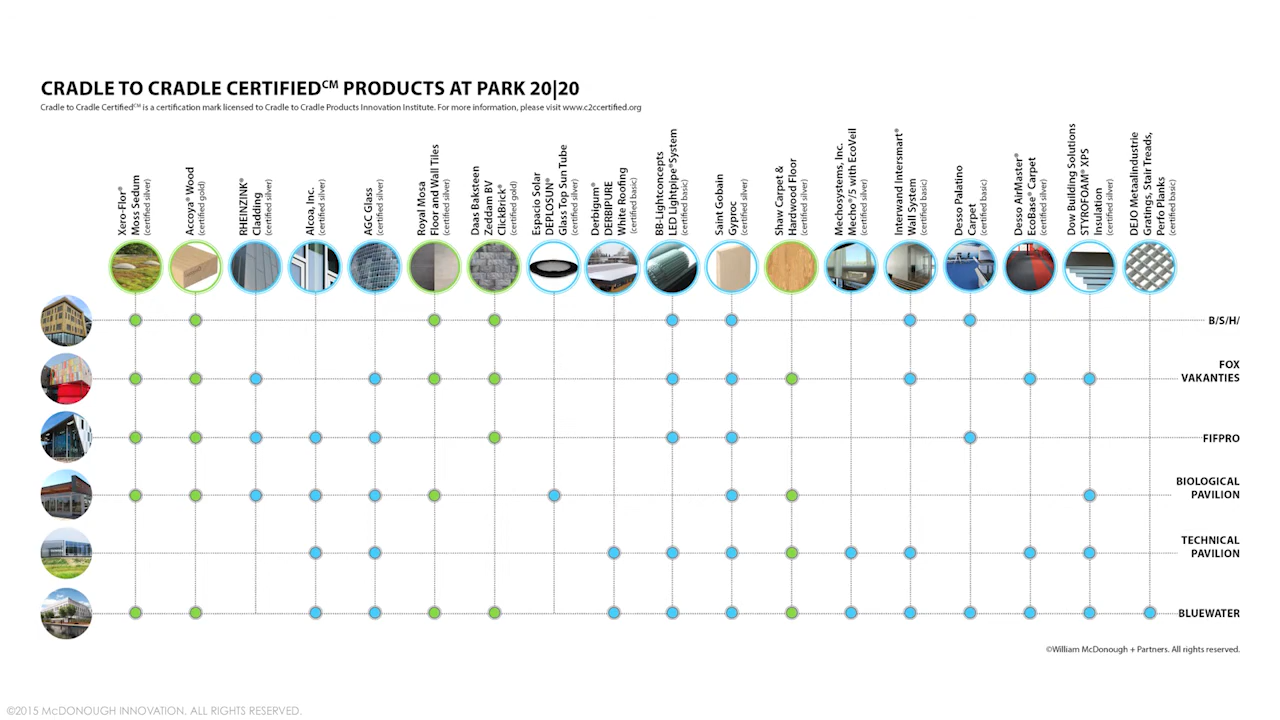 CRADLE TO CRADLE CERTIFIEDCM PRODUCTS AT PARK 20|20
Cradle to Cradle CertifiedCM is a certification mark licensed to Cradle to Cradle Products Innovation Institute. For more information, please visit www.c2ccertified.org
Xero-Flor®
Moss Sedum
(certified silver)
Accoya® Wood
(certified gold)
RHEINZINK®
Cladding
(certified silver)
Alcoa, Inc.
(certified silver)
AGC Glass
(certified silver)
Royal Mosa
Floor and Wall Tiles
(certified silver)
Daas Baksteen
Zeddam BV
ClickBrick®
(certified gold)
Espacio Solar
DEPLOSUN®
Glass Top Sun Tube
(certified silver)
Derbigum®
DERBIPURE
White Roofing
(certified basic)
BB-Lightconcepts
LED Lightpipe®System
(certified basic)
Saint Gobain
Gyproc
(certified silver)
Shaw Carpet &
Hardwood Floor
(certified silver)
Mechosystems, Inc.
Mecho®/5 with EcoVeil
(certified silver)
Interwand Intersmart®
Wall System
(certified basic)
Desso Palatino
Carpet
(certified basic)
Desso AirMaster®
EcoBase® Carpet
(certified silver)
Dow Building Solutions
STYROFOAM® XPS
Insulation
(certified silver)
DEJO Metaalindustrie
Gratings, Stair Treads,
Perfo Planks
(certified basic)
B/S/H/
FOX
VAKANTIES
FIFPRO
BIOLOGICAL
PAVILION
TECHNICAL
PAVILION
BLUEWATER
©William McDonough + Partners. All rights reserved.
©2015 McDONOUGH INNOVATION, ALL RIGHTS RESERVED.